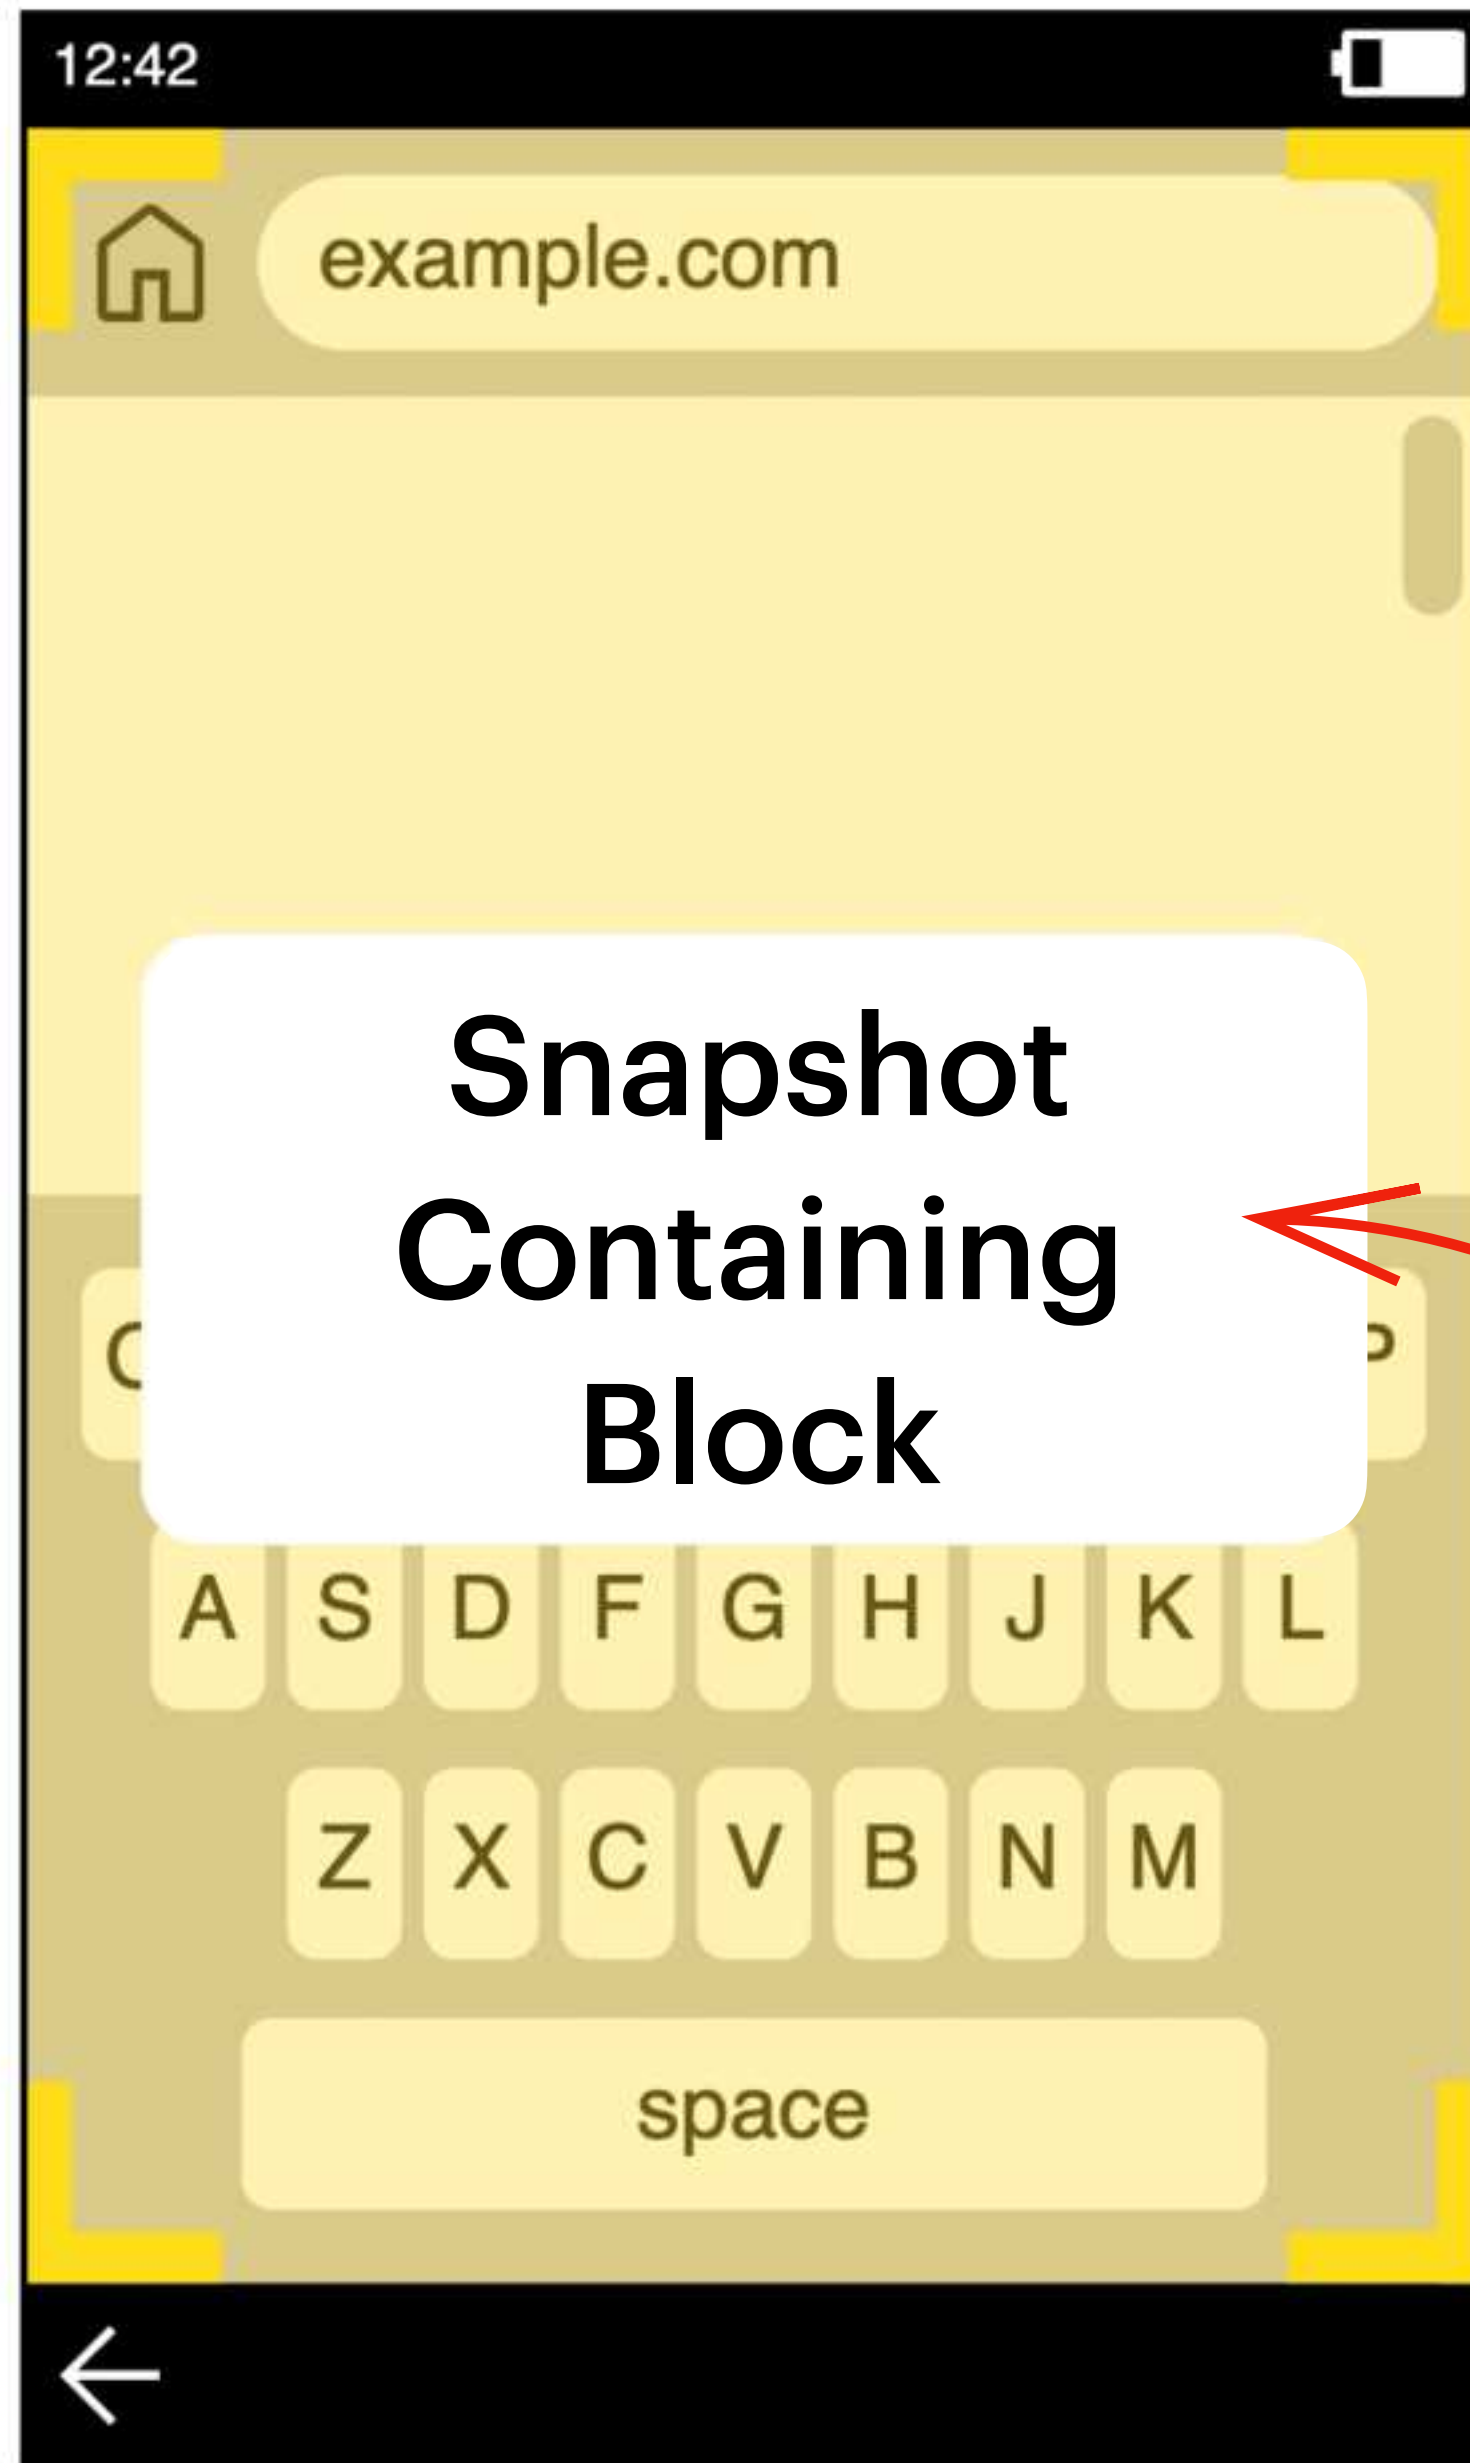 12:42
example.com
Snapshot
Containing
Block
P
A S D F G H J K L
Z X C V B N M
space